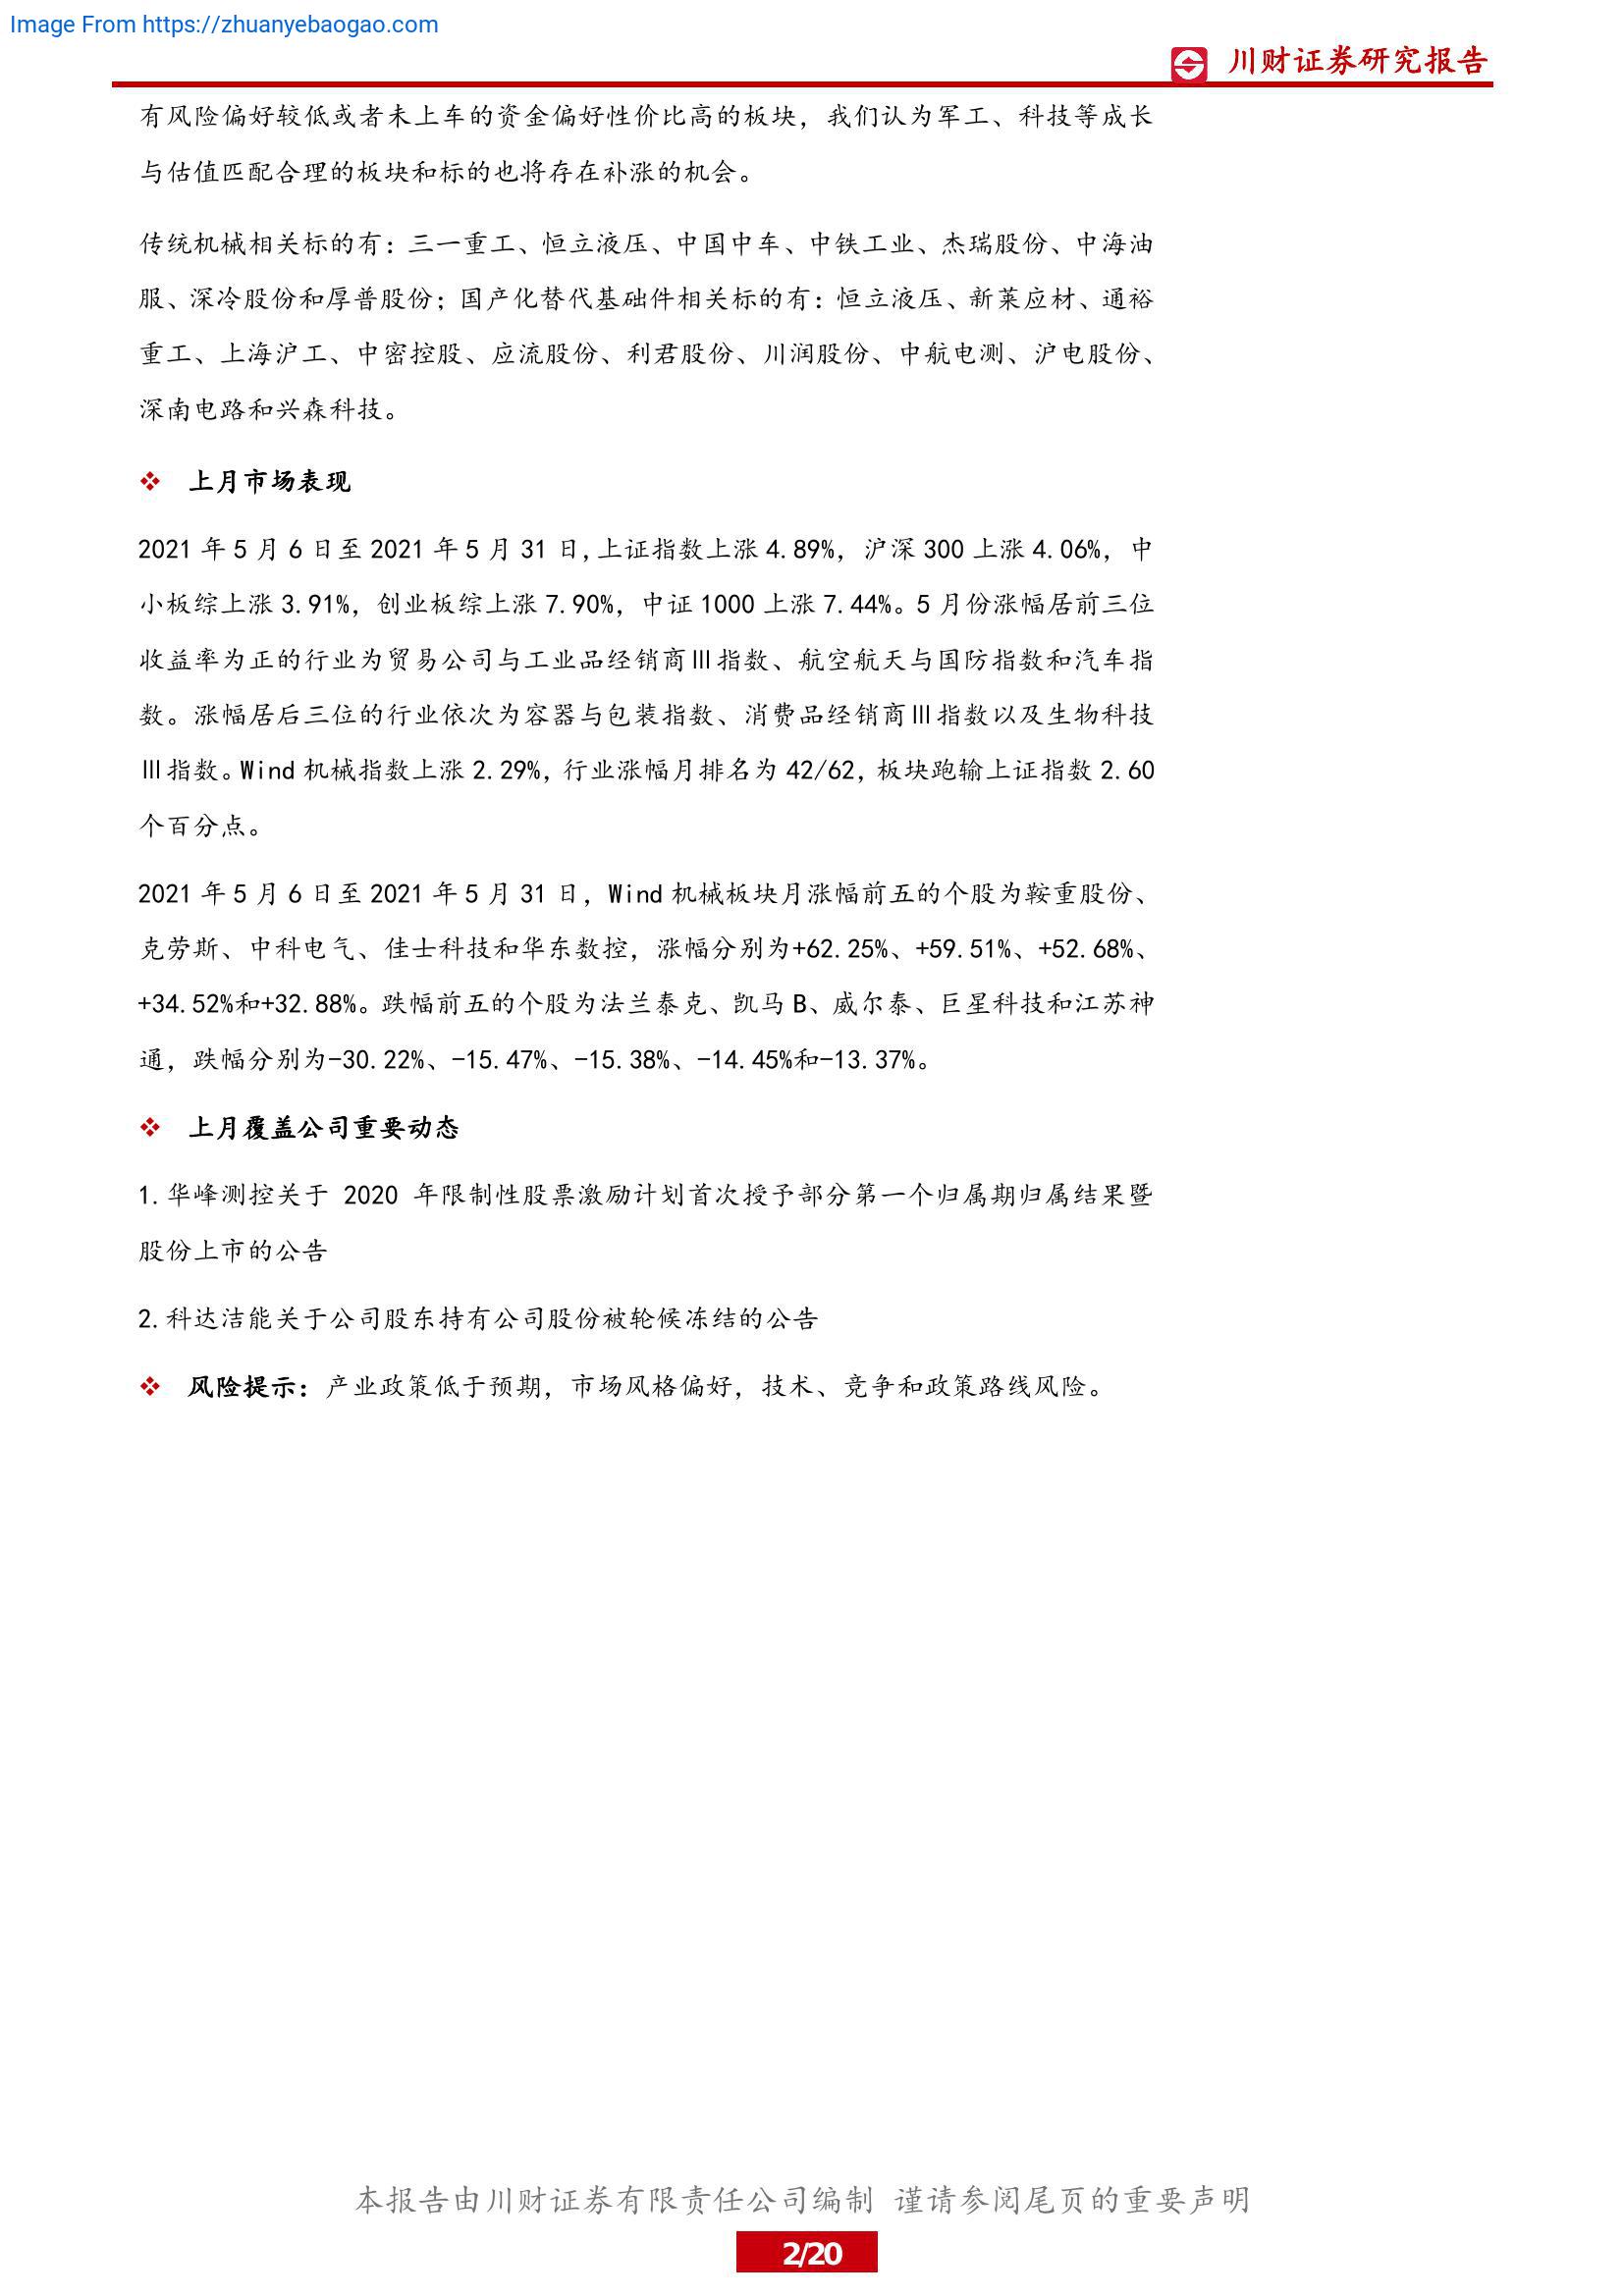 Image From https://zhuanyebaogao.com
川财证券研究报告
有风险偏好较低或者未上车的资金偏好性价比高的板块，我们认为军工、科技等成长
与估值匹配合理的板块和标的也将存在补涨的机会。
传统机械相关标的有：三一重工、恒立液压、中国中车、中铁工业、杰瑞股份、中海油
服、深冷股份和厚普股份；国产化替代基础件相关标的有：恒立液压、新莱应材、通裕
重工、上海沪工、中密控股、应流股份、利君股份、川润股份、中航电测、沪电股份、
深南电路和兴森科技。
❖ 上月市场表现
2021 年 5 月 6 日至 2021 年 5 月 31 日,上证指数上涨 4.89%，沪深 300 上涨 4.06%，中
小板综上涨 3.91%，创业板综上涨 7.90%，中证 1000 上涨 7.44%。5 月份涨幅居前三位
收益率为正的行业为贸易公司与工业品经销商Ⅲ指数、航空航天与国防指数和汽车指
数。涨幅居后三位的行业依次为容器与包装指数、消费品经销商Ⅲ指数以及生物科技
Ⅲ指数。Wind 机械指数上涨 2.29%，行业涨幅月排名为 42/62，板块跑输上证指数 2.60
个百分点。
2021 年 5 月 6 日至 2021 年 5 月 31 日，Wind 机械板块月涨幅前五的个股为鞍重股份、
克劳斯、中科电气、佳士科技和华东数控，涨幅分别为+62.25%、+59.51%、+52.68%、
+34.52%和+32.88%。跌幅前五的个股为法兰泰克、凯马 B、威尔泰、巨星科技和江苏神
通，跌幅分别为-30.22%、-15.47%、-15.38%、-14.45%和-13.37%。
❖ 上月覆盖公司重要动态
1.华峰测控关于 2020 年限制性股票激励计划首次授予部分第一个归属期归属结果暨
股份上市的公告
2.科达洁能关于公司股东持有公司股份被轮候冻结的公告
❖ 风险提示：产业政策低于预期，市场风格偏好，技术、竞争和政策路线风险。
本报告由川财证券有限责任公司编制 谨请参阅尾页的重要声明
2/20